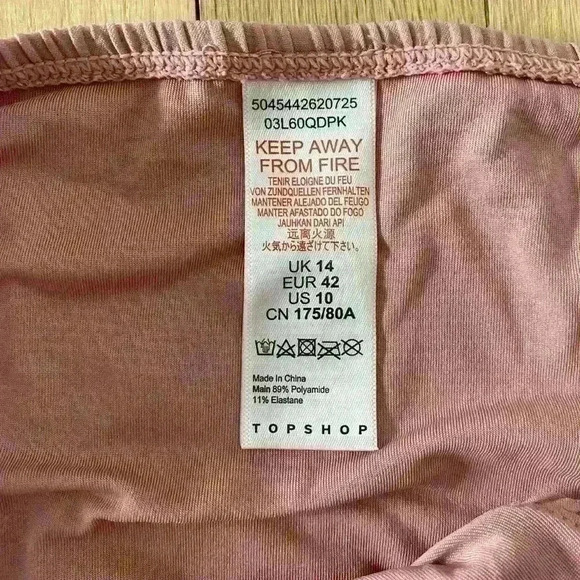 5045442620725
03L60QDPK
KEEP AWAY
FROM FIRE
TENIR ELOIGNE DU FEU
VON ZUNDQUELLEN FERNHALTEN
MANTENER ALEJADO DEL FEUGO
MANTER AFASTADO DO FOGO
JAUHKAN DARI API
远离火源
火気から遠ざけて下さい。
UK 14
EUR 42
US 10
CN 175/80A
Made in China
Main 89% Polyamide
11% Elastane
TOPSHOP